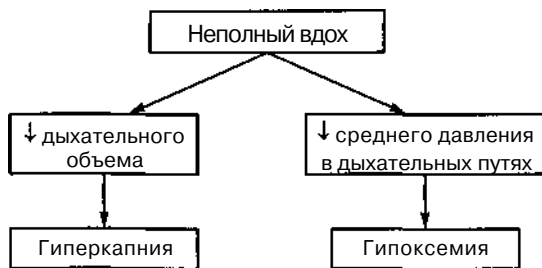 Неполный вдох
↓ дыхательного
объема
↓ среднего давления
в дыхательных путях
Гиперкапния
Гипоксемия